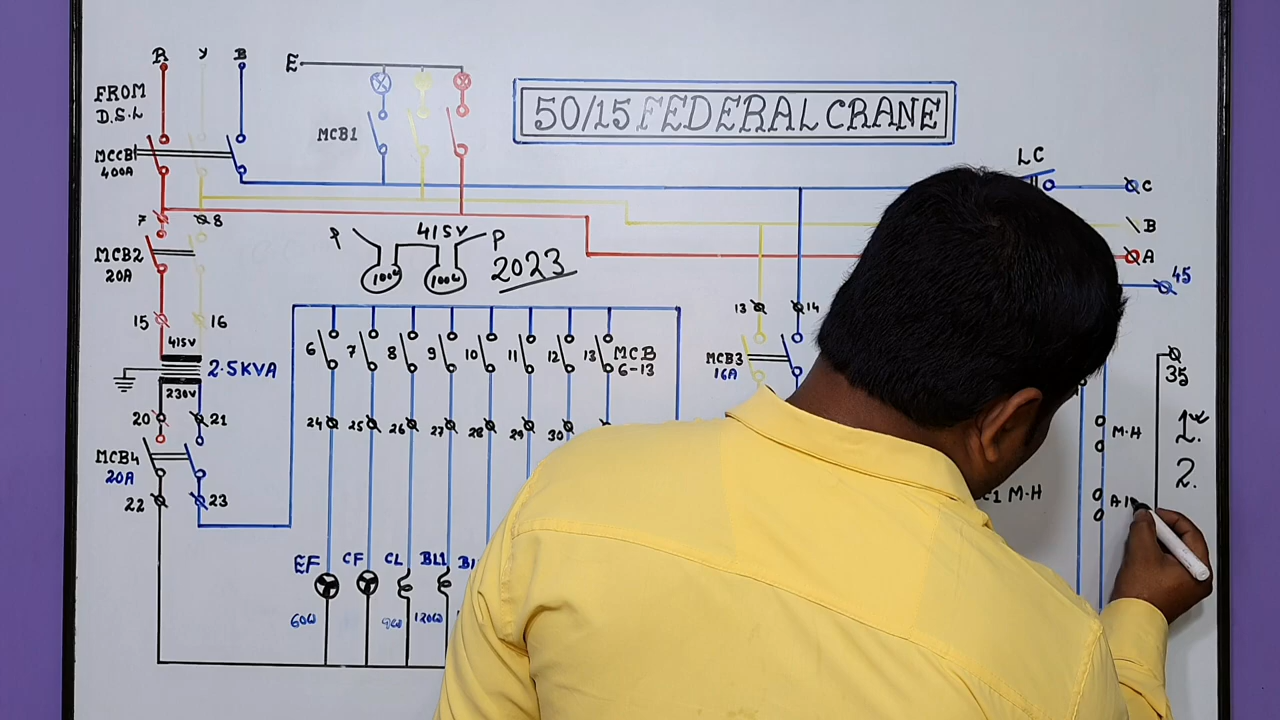 R Y B
E
FROM
D.S.L
MCB1
50/15 FEDERAL CRANE
MCCB
400A
LC
C
7 8
B
A
P 415V P
100W 100W
2023
MCB2
20A
45
13 14
15 16
415V
2.5KVA
230V
6 7 8 9 10 11 12 13 MCB
6-13
MCB3
16A
35
20 21
24 25 26 27 28 29 30
M.H
1.
2.
MCB4
20A
22 23
M-H
EF CF CL BL1
60W 120W